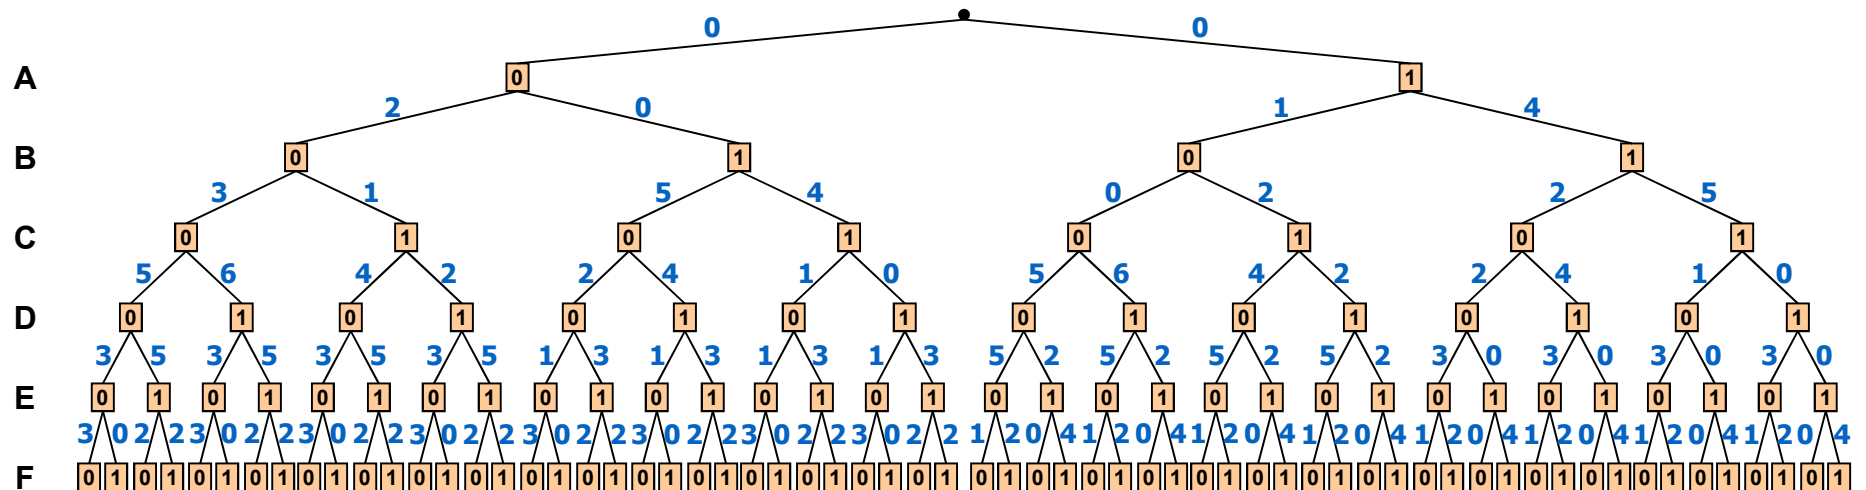 0 0
A 0 1
2 0 1 4
B 0 1 0 1
3 1 5 4 0 2 2 5
C 0 1 0 1 0 1 0 1
5 6 4 2 2 4 1 0 5 6 4 2 2 4 1 0
D 0 1 0 1 0 1 0 1 0 1 0 1 0 1 0 1
3 5 3 5 3 5 3 5 1 3 1 3 1 3 1 3 5 2 5 2 5 2 5 2 3 0 3 0 3 0 3 0
E 0 1 0 1 0 1 0 1 0 1 0 1 0 1 0 1 0 1 0 1 0 1 0 1 0 1 0 1 0 1 0 1
3 0 2 2 3 0 2 2 3 0 2 2 3 0 2 2 3 0 2 2 3 0 2 2 3 0 2 2 3 0 2 2 1 2 0 4 1 2 0 4 1 2 0 4 1 2 0 4 1 2 0 4 1 2 0 4 1 2 0 4 1 2 0 4
F 0 1 0 1 0 1 0 1 0 1 0 1 0 1 0 1 0 1 0 1 0 1 0 1 0 1 0 1 0 1 0 1 0 1 0 1 0 1 0 1 0 1 0 1 0 1 0 1 0 1 0 1 0 1 0 1 0 1 0 1 0 1 0 1